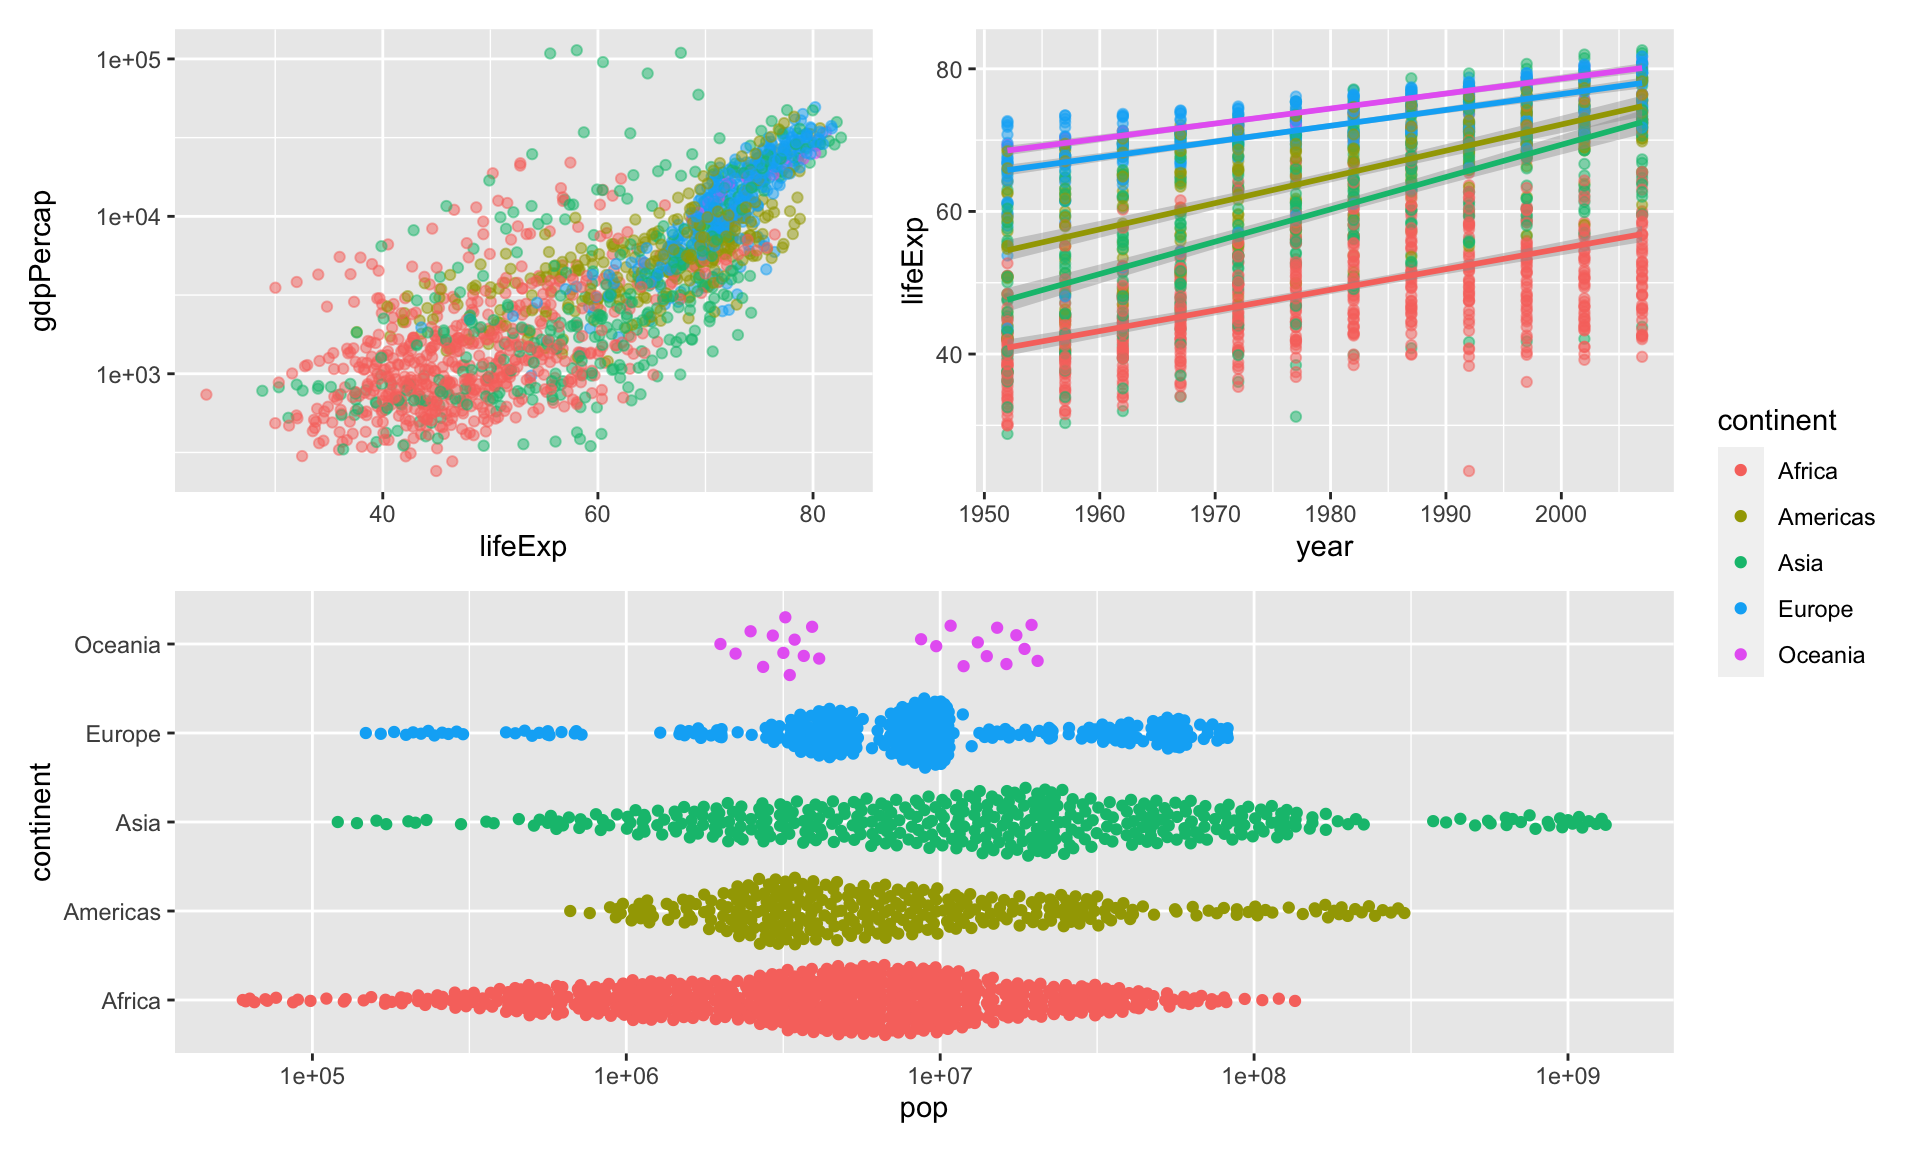 gdpPercap
1e+05
1e+04
1e+03
40 60 80
lifeExp
lifeExp
80
60
40
1950 1960 1970 1980 1990 2000
year
continent
Africa
Americas
Asia
Europe
Oceania
continent
Oceania
Europe
Asia
Americas
Africa
1e+05 1e+06 1e+07 1e+08 1e+09
pop